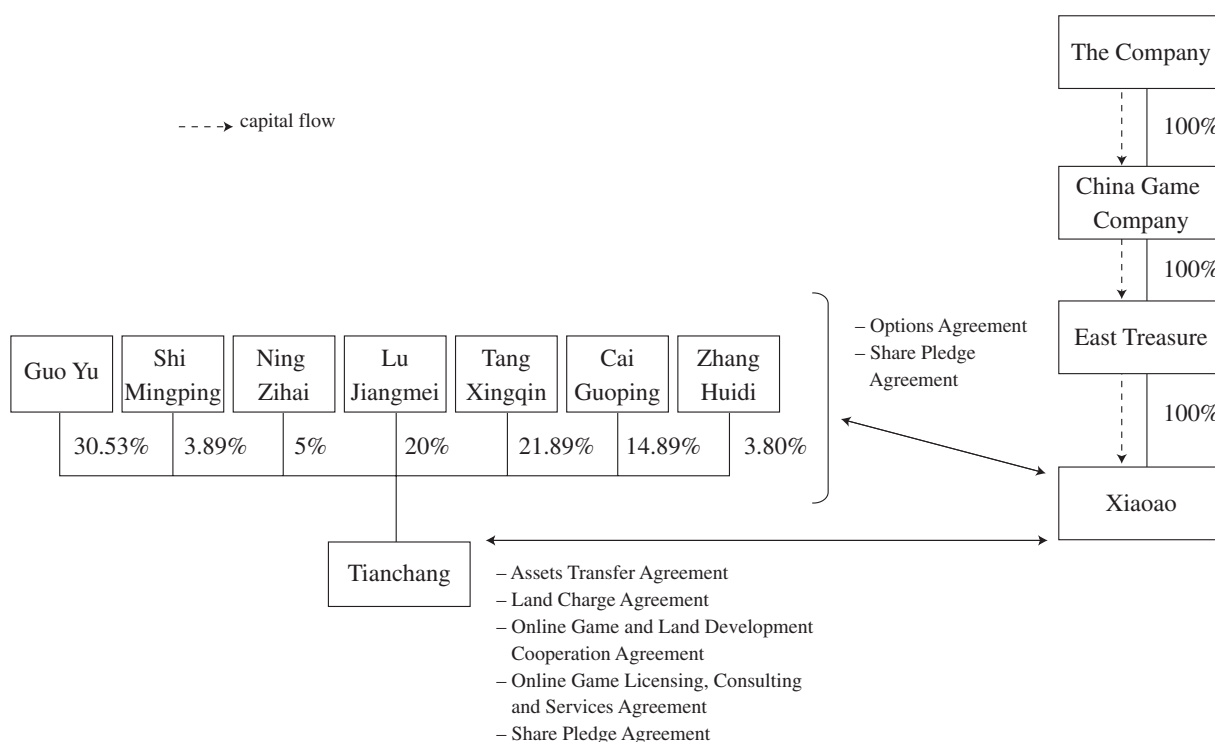 The Company
capital flow
100%
China Game
Company
100%
– Options Agreement
– Share Pledge
Agreement
East Treasure
Guo Yu
Shi
Mingping
Ning
Zihai
Lu
Jiangmei
Tang
Xingqin
Cai
Guoping
Zhang
Huidi
100%
30.53%
3.89%
5%
20%
21.89%
14.89%
3.80%
Xiaoao
Tianchang
– Assets Transfer Agreement
– Land Charge Agreement
– Online Game and Land Development
Cooperation Agreement
– Online Game Licensing, Consulting
and Services Agreement
– Share Pledge Agreement